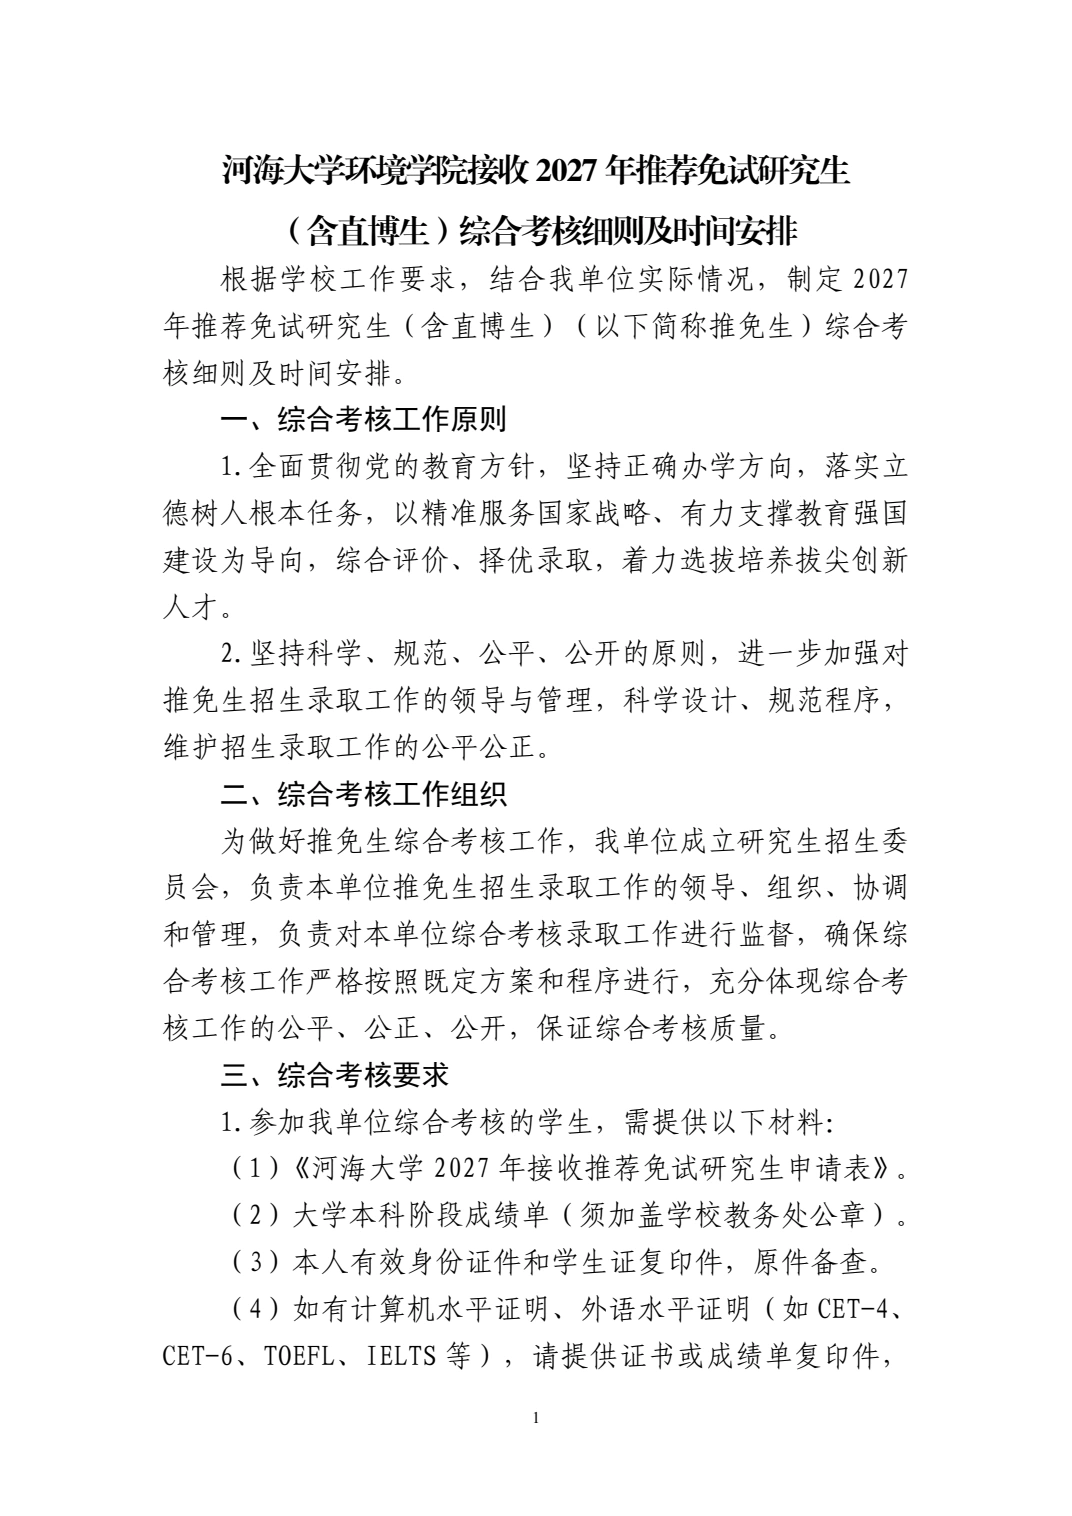 河海大学环境学院接收 2027 年推荐免试研究生
（含直博生）综合考核细则及时间安排
根据学校工作要求，结合我单位实际情况，制定 2027
年推荐免试研究生（含直博生）（以下简称推免生）综合考
核细则及时间安排。
一、综合考核工作原则
1.全面贯彻党的教育方针，坚持正确办学方向，落实立
德树人根本任务，以精准服务国家战略、有力支撑教育强国
建设为导向，综合评价、择优录取，着力选拔培养拔尖创新
人才。
2.坚持科学、规范、公平、公开的原则，进一步加强对
推免生招生录取工作的领导与管理，科学设计、规范程序，
维护招生录取工作的公平公正。
二、综合考核工作组织
为做好推免生综合考核工作，我单位成立研究生招生委
员会，负责本单位推免生招生录取工作的领导、组织、协调
和管理，负责对本单位综合考核录取工作进行监督，确保综
合考核工作严格按照既定方案和程序进行，充分体现综合考
核工作的公平、公正、公开，保证综合考核质量。
三、综合考核要求
1.参加我单位综合考核的学生，需提供以下材料：
（1）《河海大学 2027 年接收推荐免试研究生申请表》。
（2）大学本科阶段成绩单（须加盖学校教务处公章）。
（3）本人有效身份证件和学生证复印件，原件备查。
（4）如有计算机水平证明、外语水平证明（如 CET-4、
CET-6、TOEFL、IELTS 等），请提供证书或成绩单复印件，
1